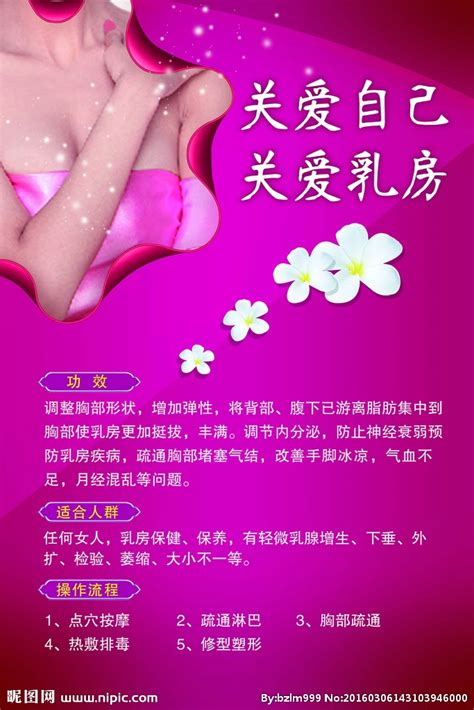 关爱自己
关爱乳房
功 效
调整胸部形状，增加弹性，将背部、腹下已游离脂肪集中到
胸部使乳房更加挺拔，丰满。调节内分泌，防止神经衰弱预
防乳房疾病，疏通胸部堵塞气结，改善手脚冰凉，气血不
足，月经混乱等问题。
适合人群
任何女人，乳房保健、保养，有轻微乳腺增生、下垂、外
扩、检验、萎缩、大小不一等。
操作流程
1、点穴按摩 2、疏通淋巴 3、胸部疏通
4、热敷排毒 5、修型塑形
昵图网 www.nipic.com
By:bzlm999 No:20160306143103946000